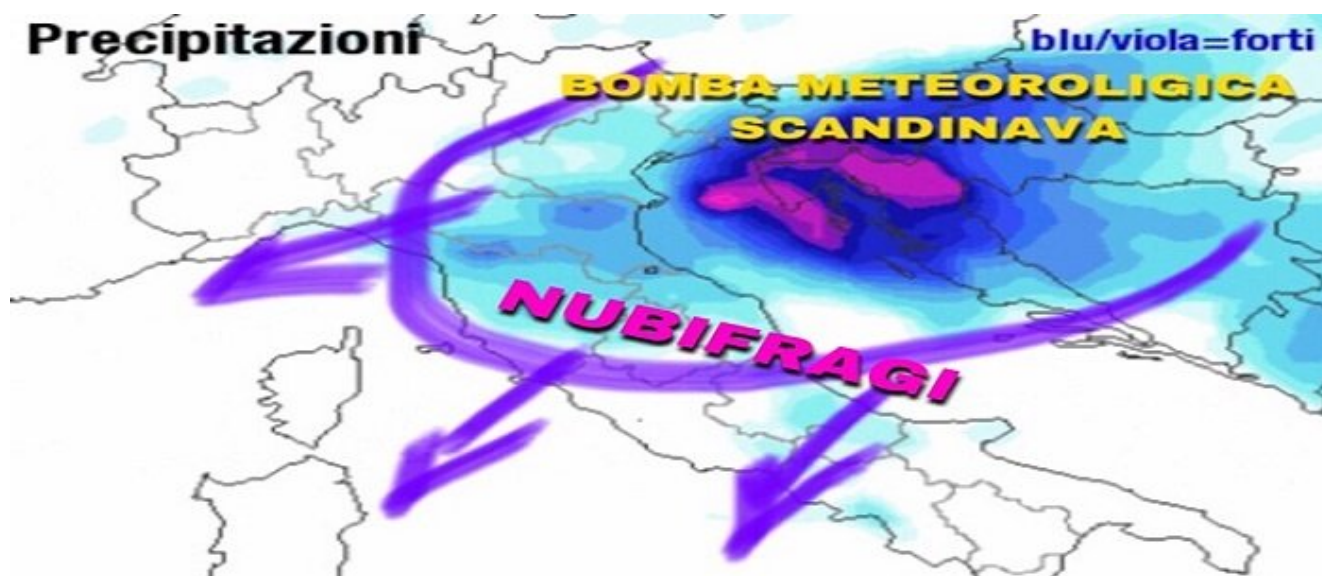 Precipitazioni
blu/viola=forti
BOMBA METEOROLIGICA
SCANDINAVA
NUBIFRAGI